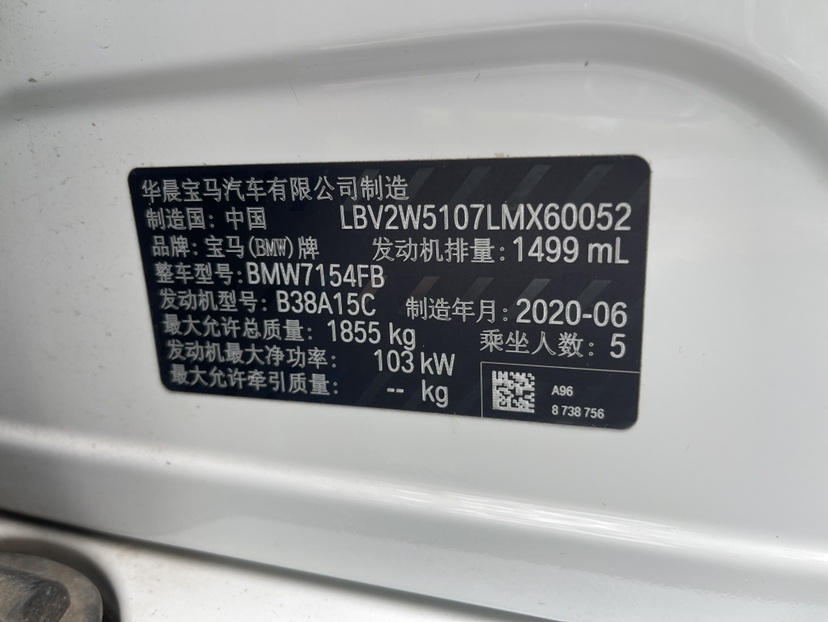 华晨宝马汽车有限公司制造
制造国: 中国 LBV2W5107LMX60052
品牌: 宝马(BMW)牌 发动机排量: 1499 mL
整车型号: BMW7154FB
发动机型号: B38A15C 制造年月: 2020-06
最大允许总质量: 1855 kg 乘坐人数: 5
发动机最大净功率: 103 kW
最大允许牵引质量: -- kg
A96
8 738 756